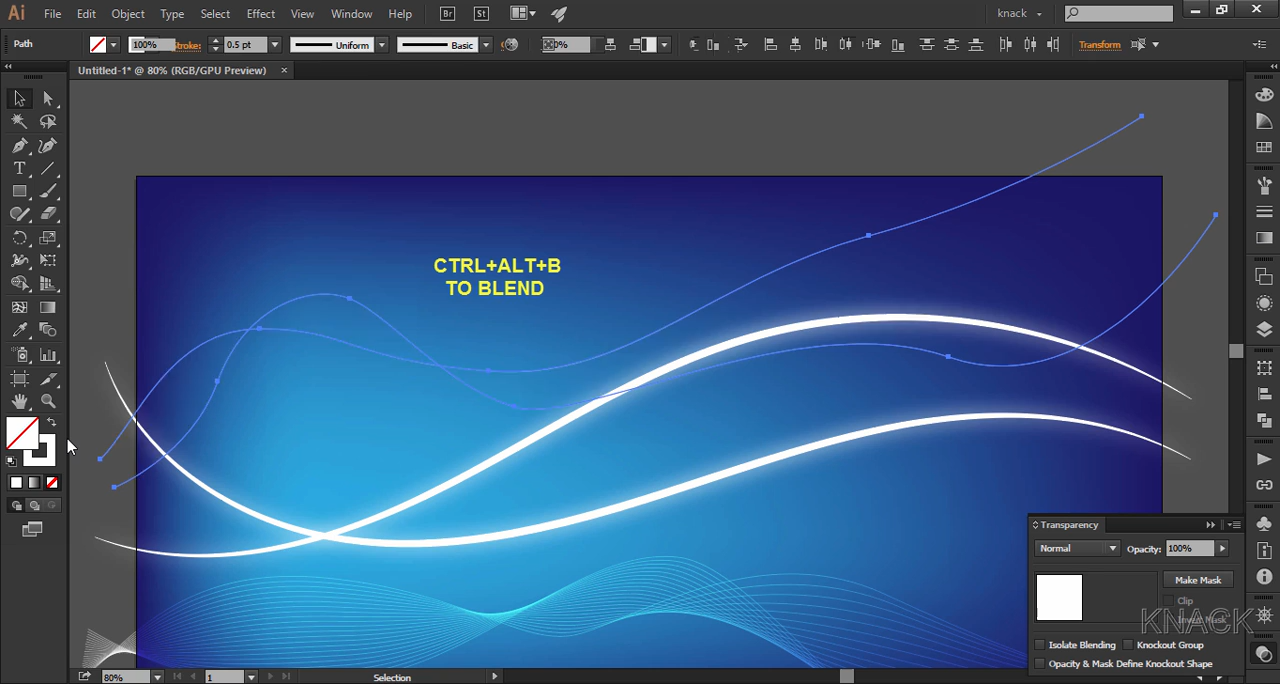 Ai File Edit Object Type Select Effect View Window Help Br St knack
Path 100% Stroke: 0.5 pt Uniform Basic Transform
Untitled-1* @ 80% (RGB/GPU Preview) ×
CTRL+ALT+B
TO BLEND
Transparency
Normal Opacity: 100%
Make Mask
Clip
Invert Mask
KNACK
Isolate Blending Knockout Group
Opacity & Mask Define Knockout Shape
80% 1 Selection